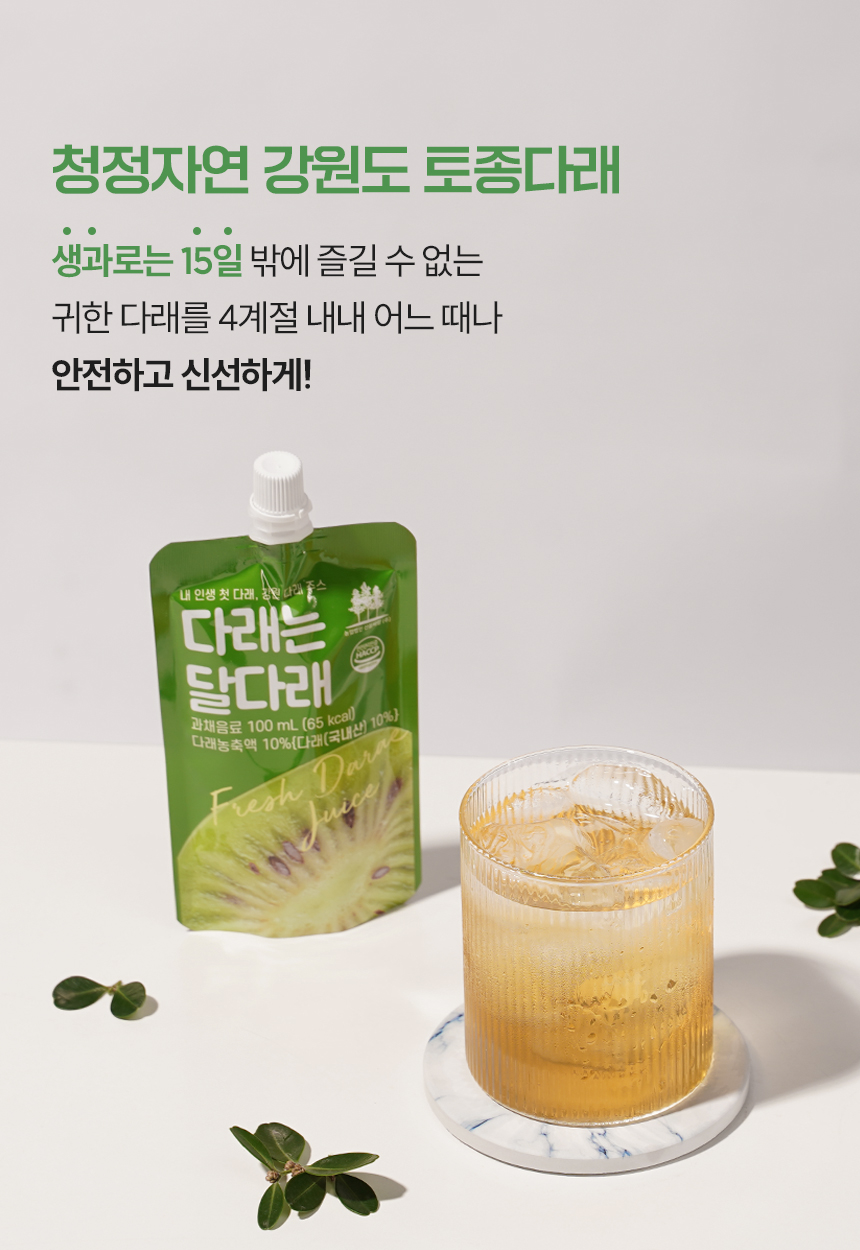 청정자연 강원도 토종다래
생과로는 15일 밖에 즐길 수 없는
귀한 다래를 4계절 내내 어느 때나
안전하고 신선하게!
내 인생 첫 다래, 강원 다래 쥬스
다래는
달다래
HACCP
과채음료 100 mL (65 kcal)
다래농축액 10%{다래(국내산) 10%}
Fresh Darae
Juice